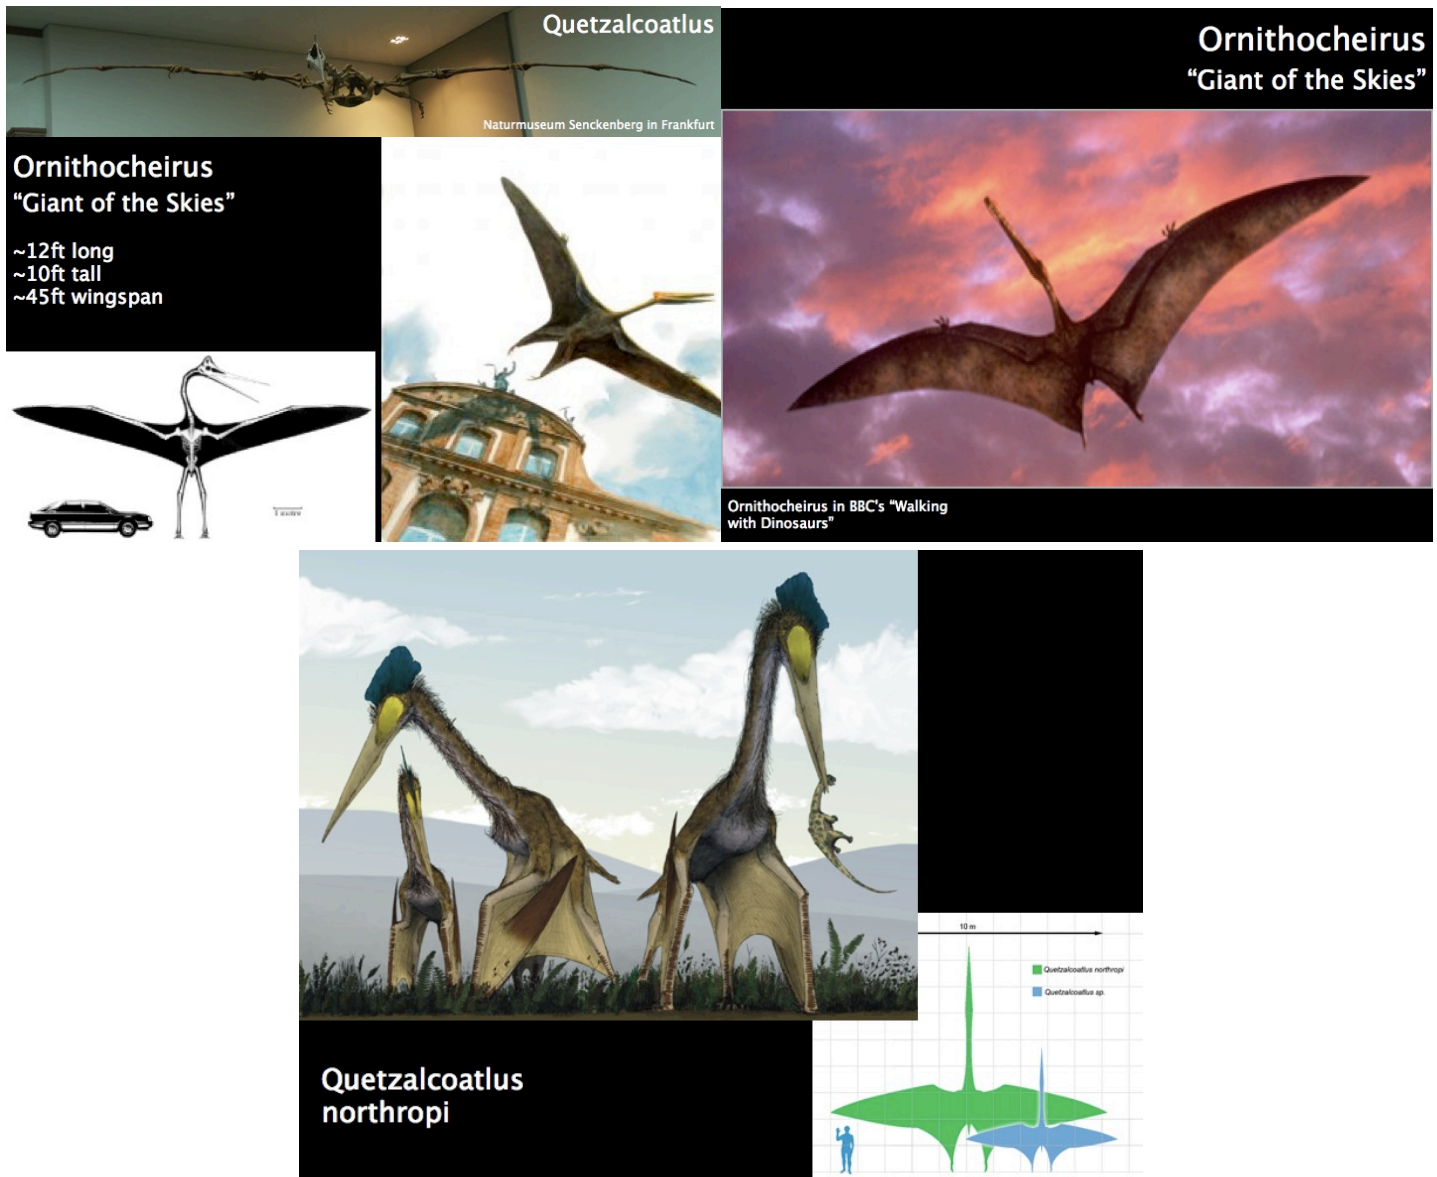 Quetzalcoatlus
Naturmuseum Senckenberg in Frankfurt
Ornithocheirus
“Giant of the Skies”
~12ft long
~10ft tall
~45ft wingspan
Ornithocheirus
“Giant of the Skies”
Ornithocheirus in BBC's “Walking
with Dinosaurs”
10 m
Quetzalcoatlus northropi
Quetzalcoatlus sp.
Quetzalcoatlus
northropi